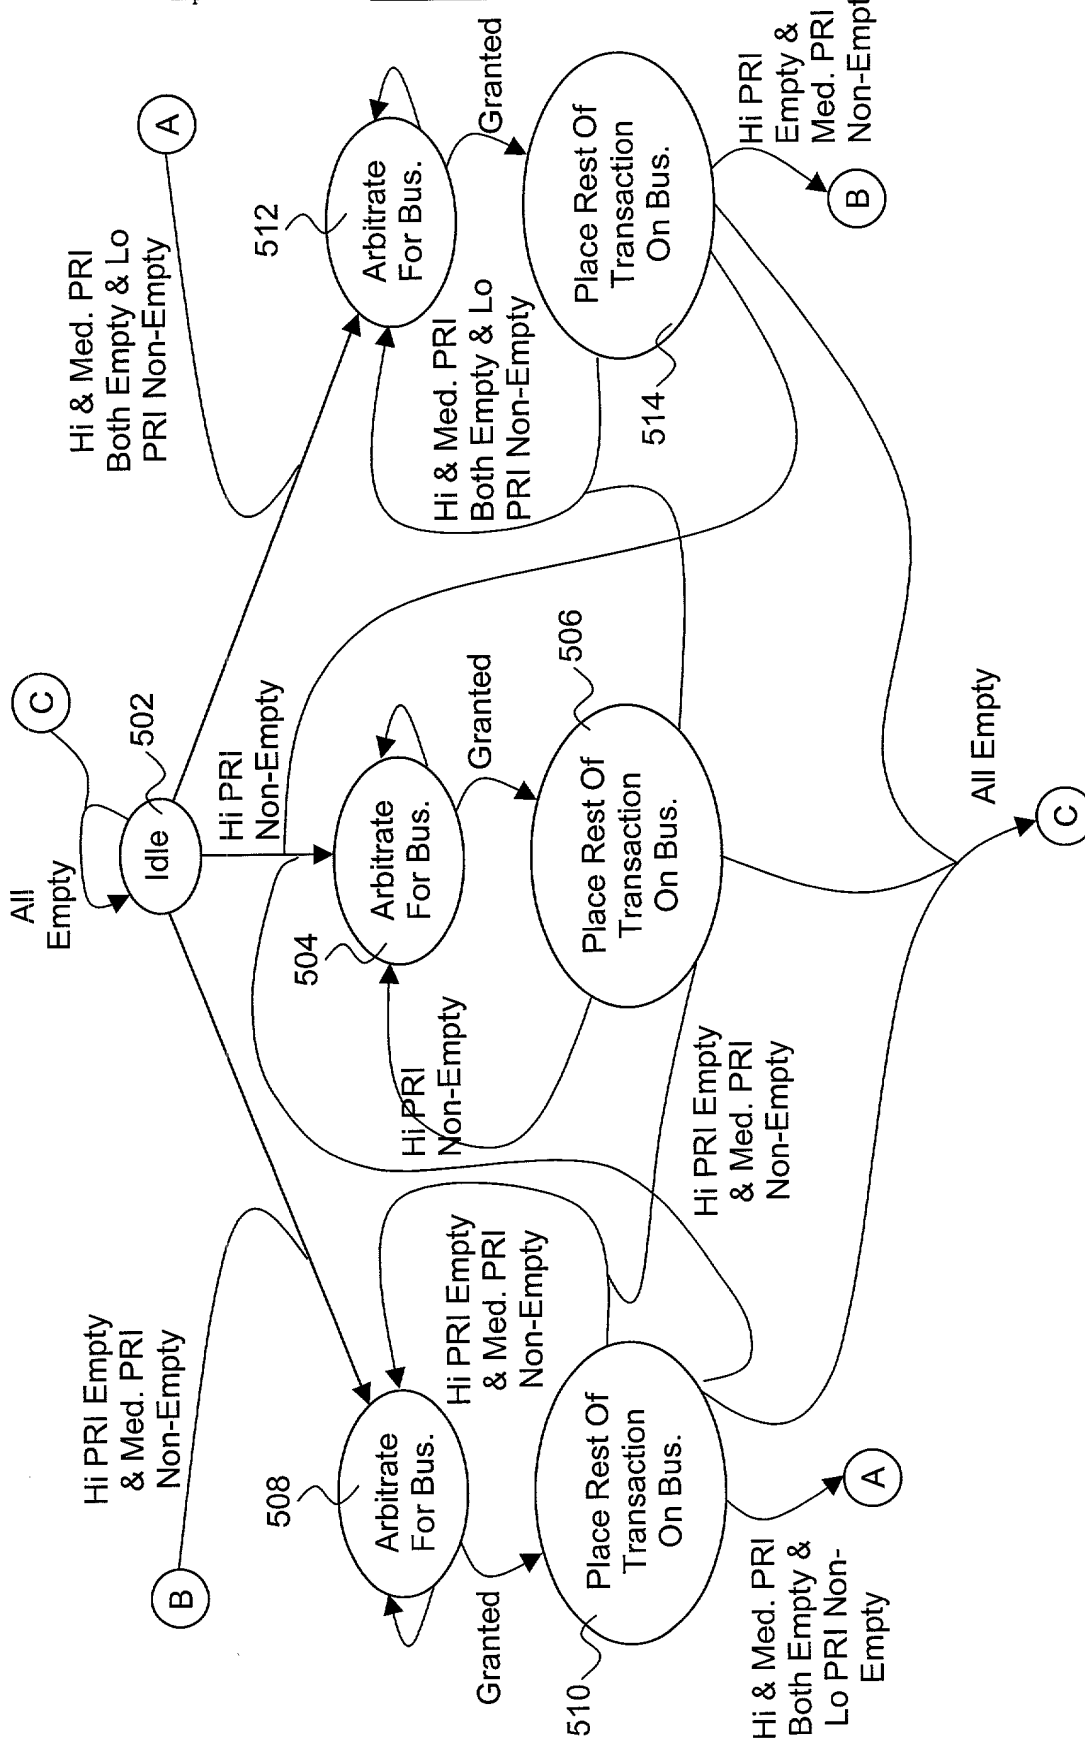 All
Empty
C
Idle
502
B
Hi PRI Empty
& Med. PRI
Non-Empty
Hi & Med. PRI
Both Empty & Lo
PRI Non-Empty
A
Hi PRI
Non-Empty
508
Arbitrate
For Bus.
504
Arbitrate
For Bus.
512
Arbitrate
For Bus.
Granted
Hi PRI Empty
& Med. PRI
Non-Empty
Hi PRI
Non-Empty
Granted
Hi & Med. PRI
Both Empty & Lo
PRI Non-Empty
Granted
510
Place Rest Of
Transaction
On Bus.
506
Place Rest Of
Transaction
On Bus.
514
Place Rest Of
Transaction
On Bus.
Hi & Med. PRI
Both Empty &
Lo PRI Non-
Empty
A
Hi PRI Empty
& Med. PRI
Non-Empty
Hi PRI
Empty &
Med. PRI
Non-Empt
B
All Empty
C